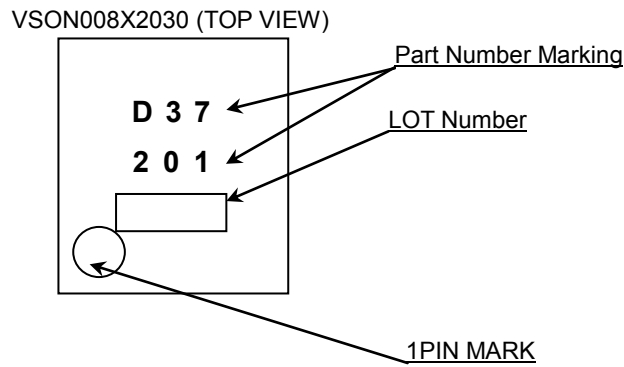 VSON008X2030 (TOP VIEW)
Part Number Marking
D 3 7
LOT Number
2 0 1
1PIN MARK